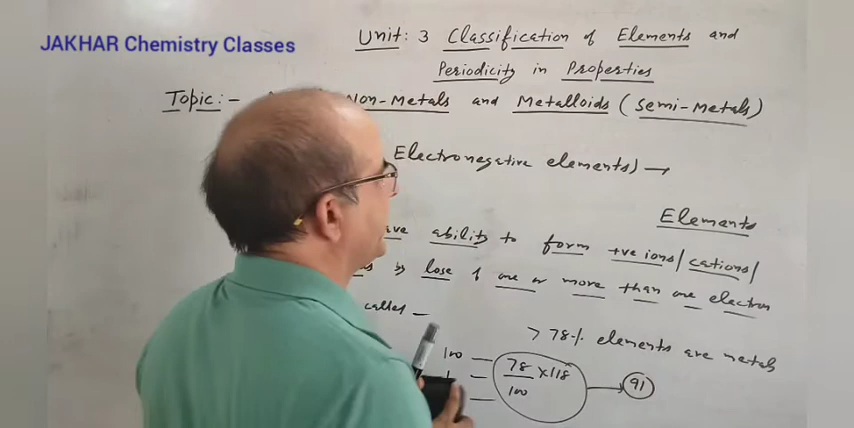 JAKHAR Chemistry Classes
Unit: 3 Classification of Elements and
Periodicity in Properties
Topic:- Non-Metals and Metalloids (Semi-Metals)
Electronegative elements) →
Elements
ability to form +ve ions/cations/
by lose of one or more than one electron
called —
> 78% elements are metals
100 —
78/100 × 118 → 91